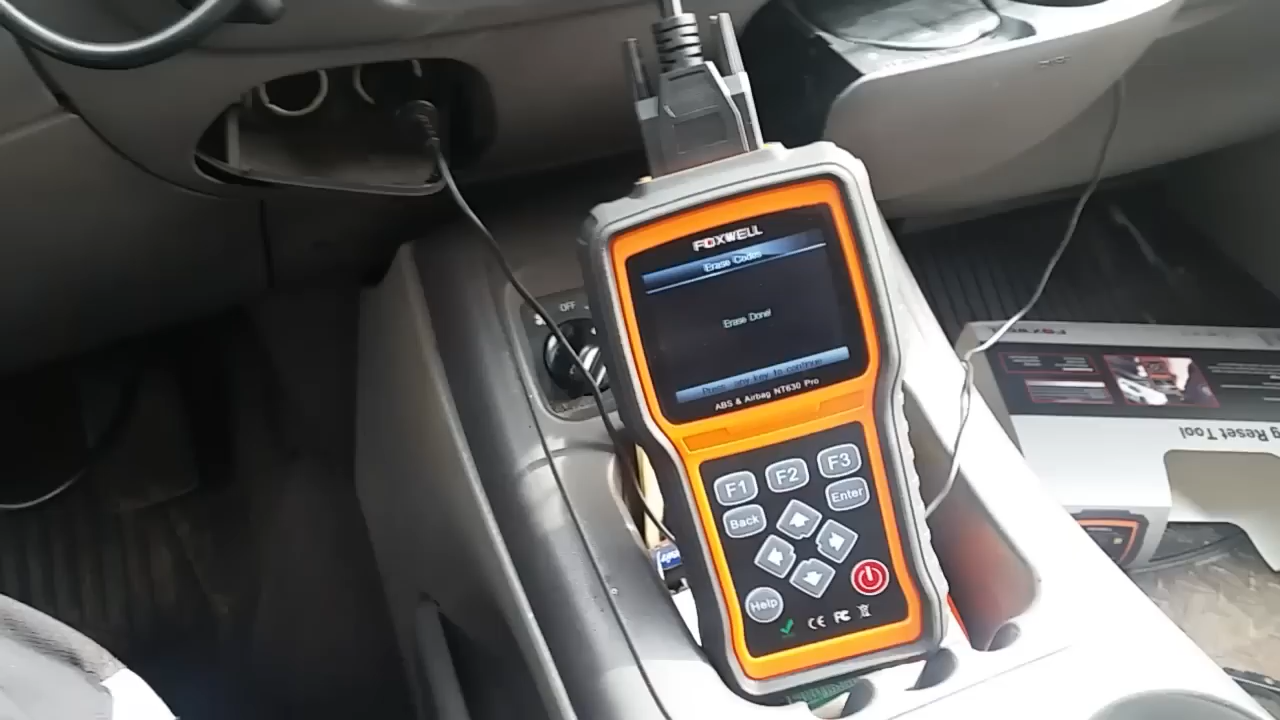 FOXWELL
Erase Codes
Erase Done!
Press any key to continue
ABS & Airbag NT630 Pro
OFF
F1
F2
F3
Back
Enter
Help
CE FC
FOXWELL
g Reset Tool